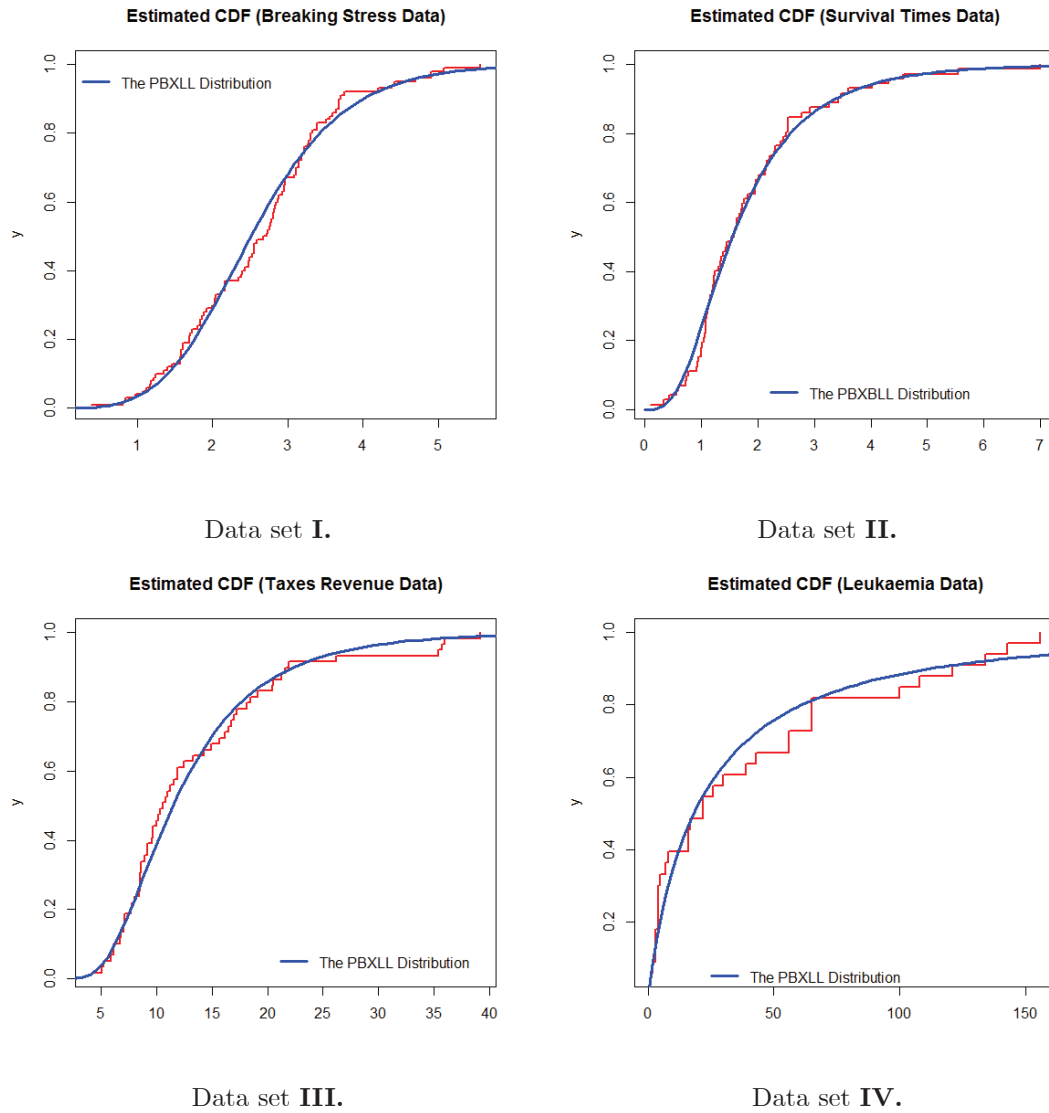 Estimated CDF (Breaking Stress Data)
The PBXLL Distribution
y
0.0 0.2 0.4 0.6 0.8 1.0
1 2 3 4 5
Data set I.
Estimated CDF (Survival Times Data)
The PBXBLL Distribution
y
0.0 0.2 0.4 0.6 0.8 1.0
0 1 2 3 4 5 6 7
Data set II.
Estimated CDF (Taxes Revenue Data)
The PBXLL Distribution
y
0.0 0.2 0.4 0.6 0.8 1.0
5 10 15 20 25 30 35 40
Data set III.
Estimated CDF (Leukaemia Data)
The PBXLL Distribution
y
0.2 0.4 0.6 0.8 1.0
0 50 100 150
Data set IV.